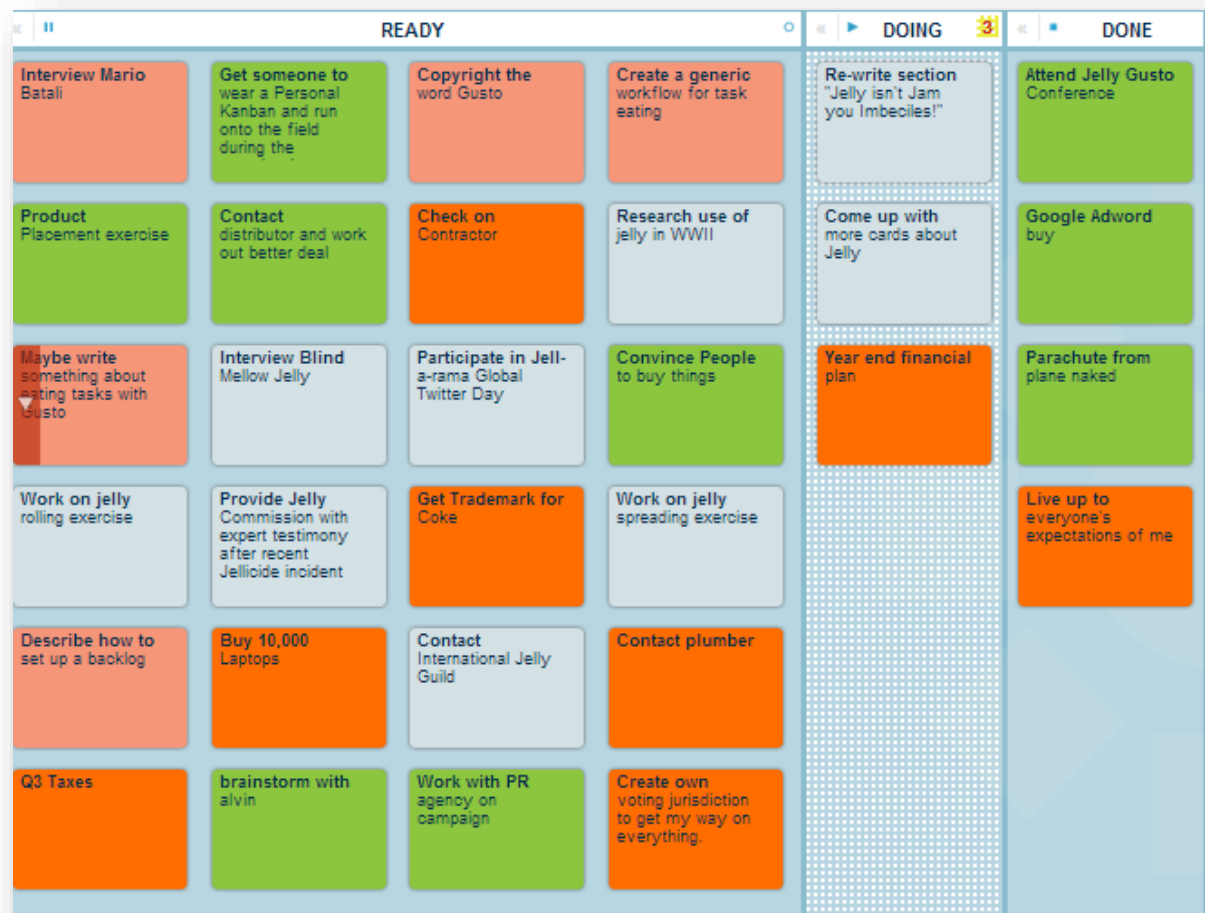 READY
DOING
3
DONE
Interview Mario
Batali
Get someone to
wear a Personal
Kanban and run
onto the field
during the
Copyright the
word Gusto
Create a generic
workflow for task
eating
Re-write section
"Jelly isn't Jam
you Imbeciles!"
Attend Jelly Gusto
Conference
Product
Placement exercise
Contact
distributor and work
out better deal
Check on
Contractor
Research use of
jelly in WWII
Come up with
more cards about
Jelly
Google Adword
buy
Maybe write
something about
eating tasks with
Gusto
Interview Blind
Mellow Jelly
Participate in Jell-
a-rama Global
Twitter Day
Convince People
to buy things
Year end financial
plan
Parachute from
plane naked
Work on jelly
rolling exercise
Provide Jelly
Commission with
expert testimony
after recent
Jellicide incident
Get Trademark for
Coke
Work on jelly
spreading exercise
Live up to
everyone's
expectations of me
Describe how to
set up a backlog
Buy 10,000
Laptops
Contact
International Jelly
Guild
Contact plumber
Q3 Taxes
brainstorm with
alvin
Work with PR
agency on
campaign
Create own
voting jurisdiction
to get my way on
everything.